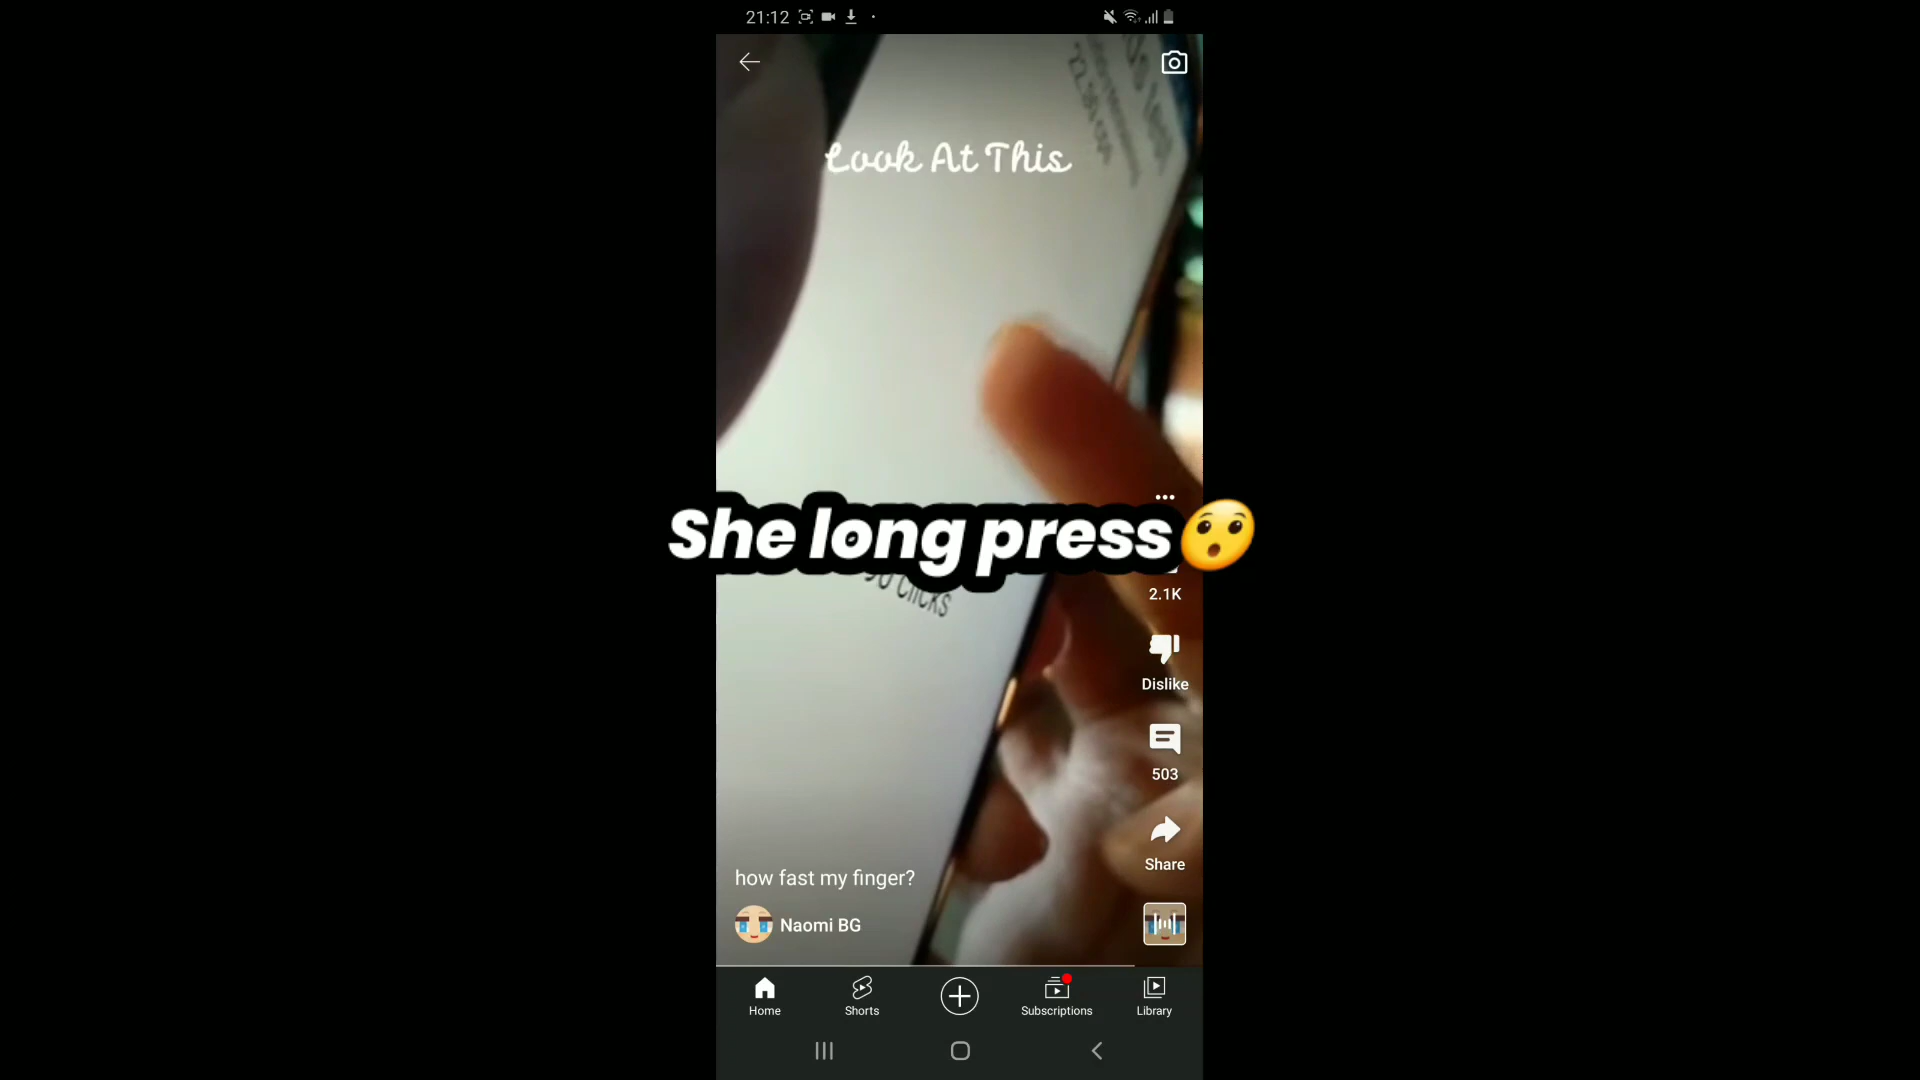 21:12
Look At This
She long press😯
clicks
2.1K
Dislike
503
Share
how fast my finger?
Naomi BG
Home
Shorts
Subscriptions
Library